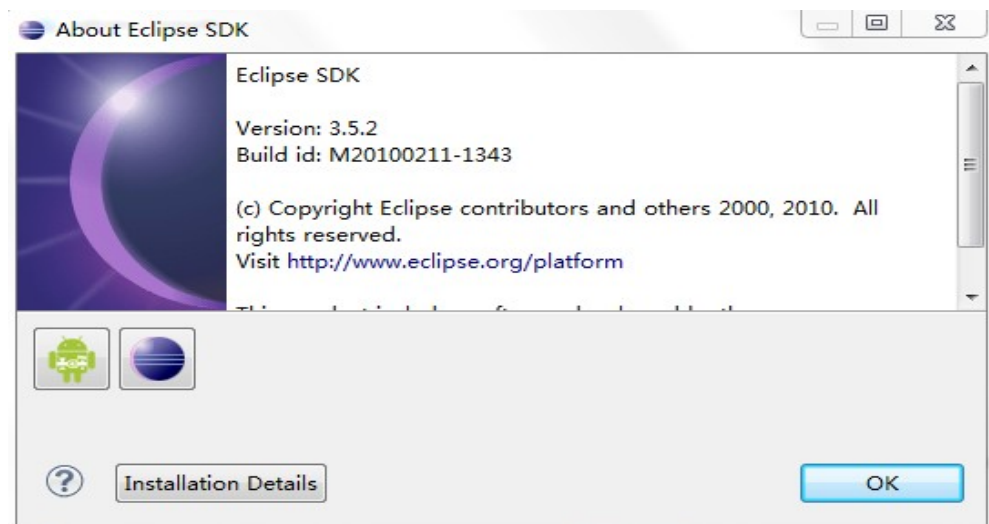 About Eclipse SDK
Eclipse SDK
Version: 3.5.2
Build id: M20100211-1343
(c) Copyright Eclipse contributors and others 2000, 2010.  All
rights reserved.
Visit http://www.eclipse.org/platform
Installation Details
OK